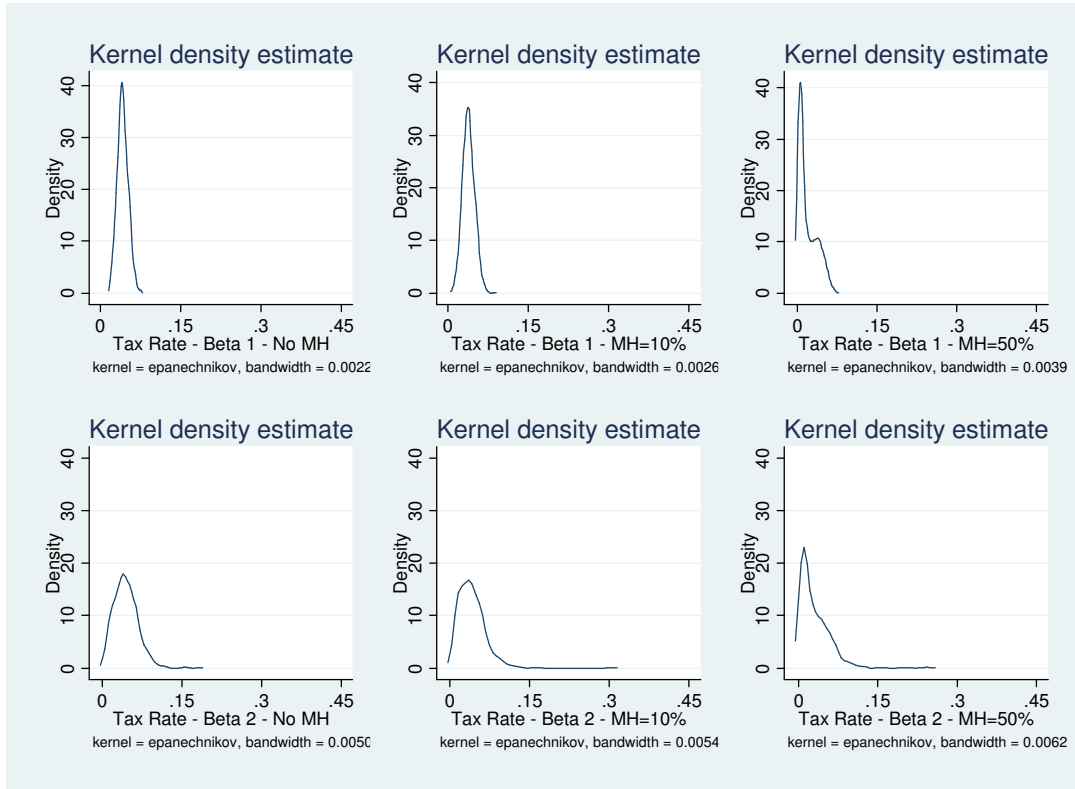 Kernel density estimate
40
30
20
10
0
Density
0 .15 .3 .45
Tax Rate - Beta 1 - No MH
kernel = epanechnikov, bandwidth = 0.0022
Kernel density estimate
40
30
20
10
0
Density
0 .15 .3 .45
Tax Rate - Beta 1 - MH=10%
kernel = epanechnikov, bandwidth = 0.0026
Kernel density estimate
40
30
20
10
0
Density
0 .15 .3 .45
Tax Rate - Beta 1 - MH=50%
kernel = epanechnikov, bandwidth = 0.0039
Kernel density estimate
40
30
20
10
0
Density
0 .15 .3 .45
Tax Rate - Beta 2 - No MH
kernel = epanechnikov, bandwidth = 0.0050
Kernel density estimate
40
30
20
10
0
Density
0 .15 .3 .45
Tax Rate - Beta 2 - MH=10%
kernel = epanechnikov, bandwidth = 0.0054
Kernel density estimate
40
30
20
10
0
Density
0 .15 .3 .45
Tax Rate - Beta 2 - MH=50%
kernel = epanechnikov, bandwidth = 0.0062